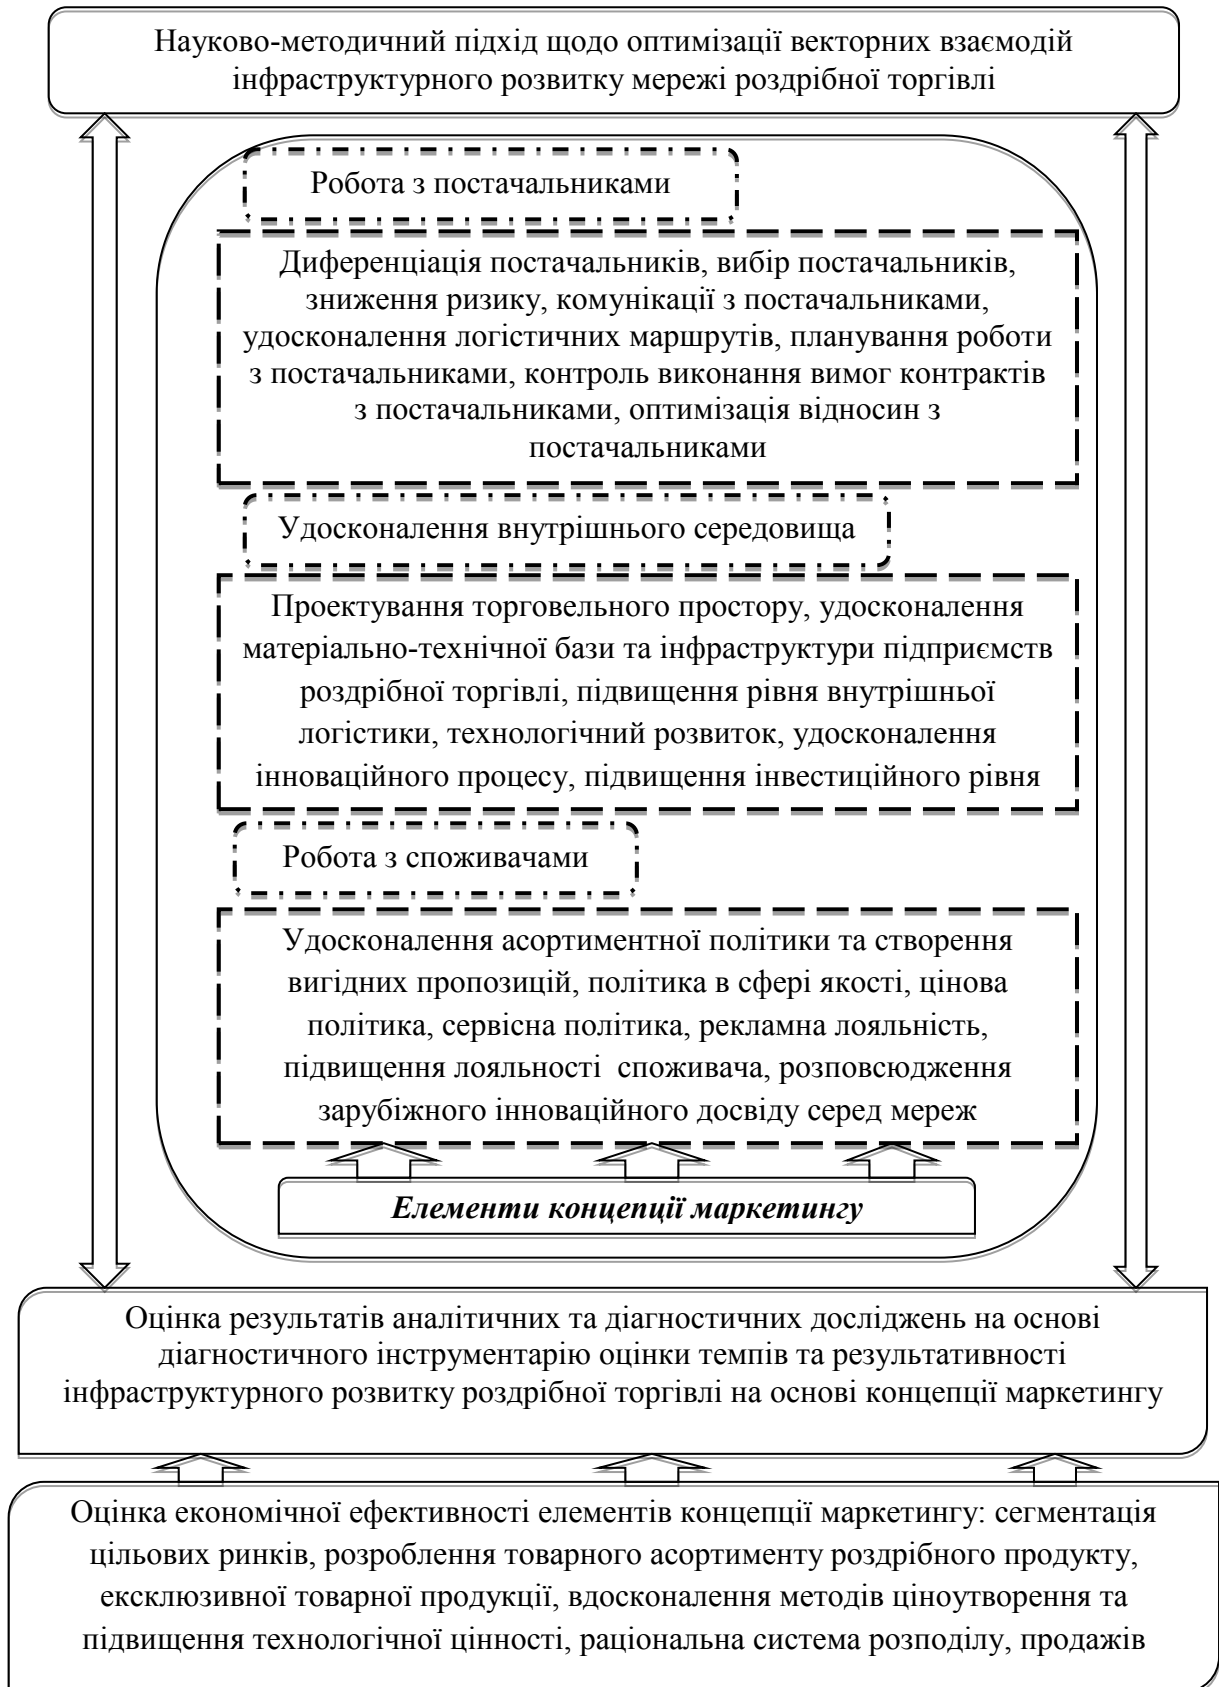 Науково-методичний підхід щодо оптимізації векторних взаємодій
інфраструктурного розвитку мережі роздрібної торгівлі
Робота з постачальниками
Диференціація постачальників, вибір постачальників,
зниження ризику, комунікації з постачальниками,
удосконалення логістичних маршрутів, планування роботи
з постачальниками, контроль виконання вимог контрактів
з постачальниками, оптимізація відносин з
постачальниками
Удосконалення внутрішнього середовища
Проектування торговельного простору, удосконалення
матеріально-технічної бази та інфраструктури підприємств
роздрібної торгівлі, підвищення рівня внутрішньої
логістики, технологічний розвиток, удосконалення
інноваційного процесу, підвищення інвестиційного рівня
Робота з споживачами
Удосконалення асортиментної політики та створення
вигідних пропозицій, політика в сфері якості, цінова
політика, сервісна політика, рекламна лояльність,
підвищення лояльності  споживача, розповсюдження
зарубіжного інноваційного досвіду серед мереж
Елементи концепції маркетингу
Оцінка результатів аналітичних та діагностичних досліджень на основі
діагностичного інструментарію оцінки темпів та результативності
інфраструктурного розвитку роздрібної торгівлі на основі концепції маркетингу
Оцінка економічної ефективності елементів концепції маркетингу: сегментація
цільових ринків, розроблення товарного асортименту роздрібного продукту,
ексклюзивної товарної продукції, вдосконалення методів ціноутворення та
підвищення технологічної цінності, раціональна система розподілу, продажів